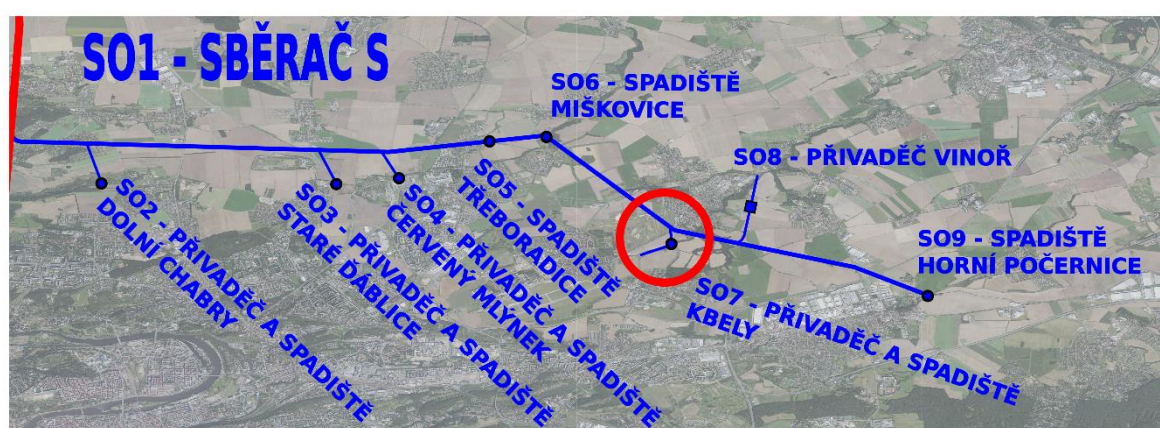 SO1 - SBĚRAČ S
SO2 - PŘIVADĚČ A SPADIŠTĚ
DOLNÍ CHABRY
SO3 - PŘIVADĚČ A SPADIŠTĚ
STARÉ ĎÁBLICE
SO4 - PŘIVADĚČ A SPADIŠTĚ
ČERVENÝ MLÝNEK
SO5 - SPADIŠTĚ
TŘEBORADICE
SO6 - SPADIŠTĚ
MIŠKOVICE
SO7 - PŘIVADĚČ A SPADIŠTĚ
KBELY
SO8 - PŘIVADĚČ VINOŘ
SO9 - SPADIŠTĚ
HORNÍ POČERNICE